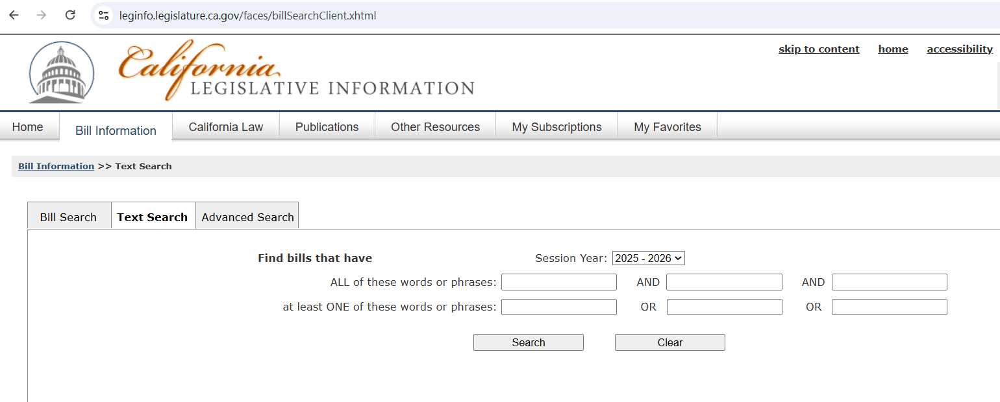 leginfo.legislature.ca.gov/faces/billSearchClient.xhtml
skip to content home accessibility
California
LEGISLATIVE INFORMATION
Home Bill Information California Law Publications Other Resources My Subscriptions My Favorites
Bill Information >> Text Search
Bill Search Text Search Advanced Search
Find bills that have Session Year: 2025 - 2026
ALL of these words or phrases: AND AND
at least ONE of these words or phrases: OR OR
Search Clear